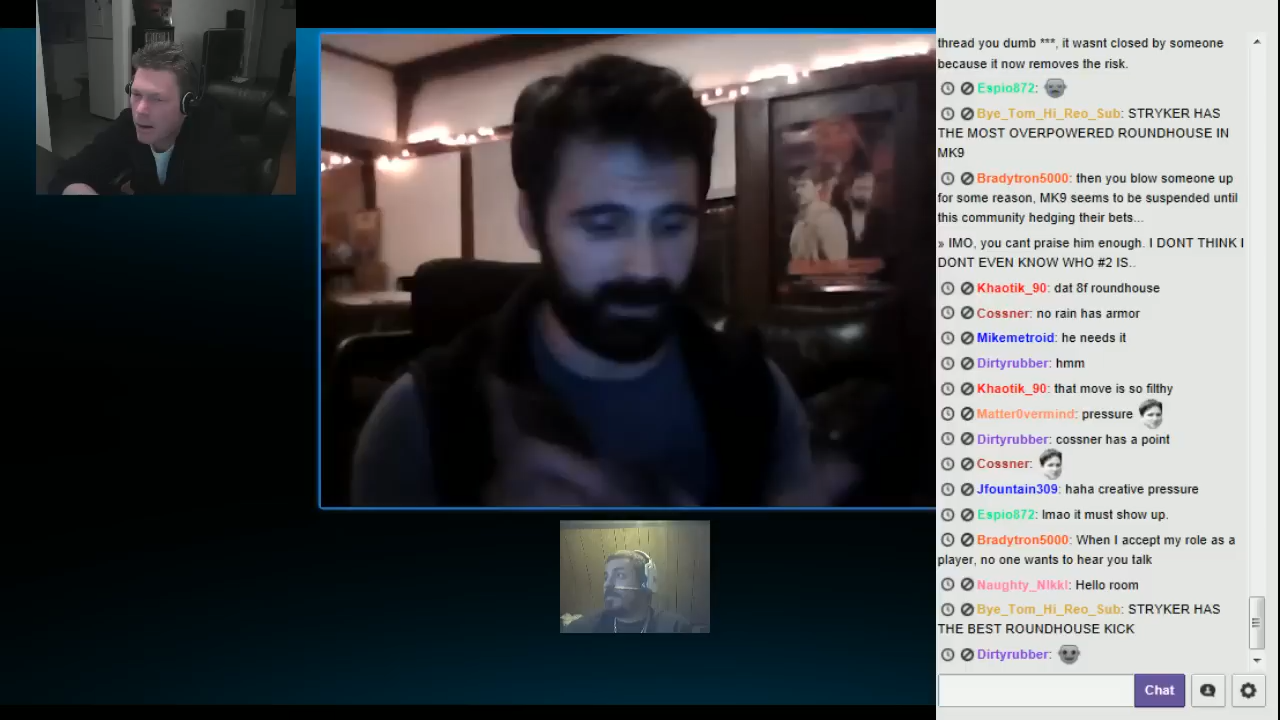 thread you dumb ***, it wasnt closed by someone
because it now removes the risk.
Espio872:
Bye_Tom_Hi_Reo_Sub: STRYKER HAS
THE MOST OVERPOWERED ROUNDHOUSE IN
MK9
Bradytron5000: then you blow someone up
for some reason, MK9 seems to be suspended until
this community hedging their bets...
» IMO, you cant praise him enough. I DONT THINK I
DONT EVEN KNOW WHO #2 IS..
Khaotik_90: dat 8f roundhouse
Cossner: no rain has armor
Mikemetroid: he needs it
Dirtyrubber: hmm
Khaotik_90: that move is so filthy
Matter0vermind: pressure
Dirtyrubber: cossner has a point
Cossner:
Jfountain309: haha creative pressure
Espio872: lmao it must show up.
Bradytron5000: When I accept my role as a
player, no one wants to hear you talk
Naughty_NIkkI: Hello room
Bye_Tom_Hi_Reo_Sub: STRYKER HAS
THE BEST ROUNDHOUSE KICK
Dirtyrubber:
Chat